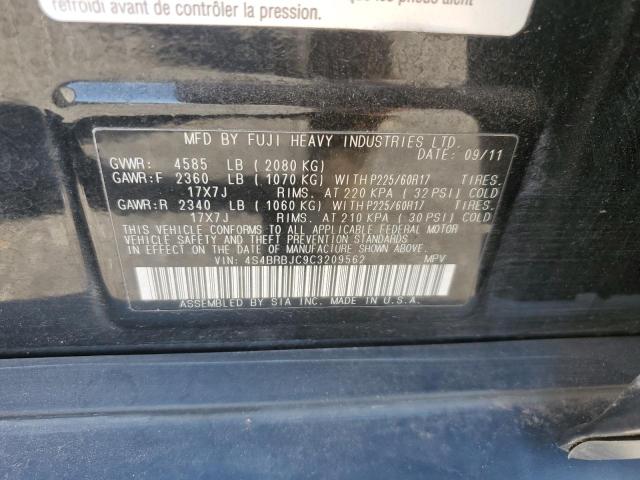 refroidi avant de contrôler la pression.
que les pneus aient
MFD BY FUJI HEAVY INDUSTRIES LTD.
DATE: 09/11
GVWR: 4585 LB (2080 KG)
GAWR:F 2360 LB (1070 KG) WITH P225/60R17 TIRES.
17X7J RIMS. AT 220 KPA (32 PSI) COLD
GAWR:R 2340 LB (1060 KG) WITH P225/60R17 TIRES.
17X7J RIMS. AT 210 KPA (30 PSI) COLD
THIS VEHICLE CONFORMS TO ALL APPLICABLE FEDERAL MOTOR
VEHICLE SAFETY AND THEFT PREVENTION STANDARDS
IN EFFECT ON THE DATE OF MANUFACTURE SHOWN ABOVE.
VIN: 4S4BRBJC9C3209562 MPV
ASSEMBLED BY SIA INC. MADE IN U.S.A.